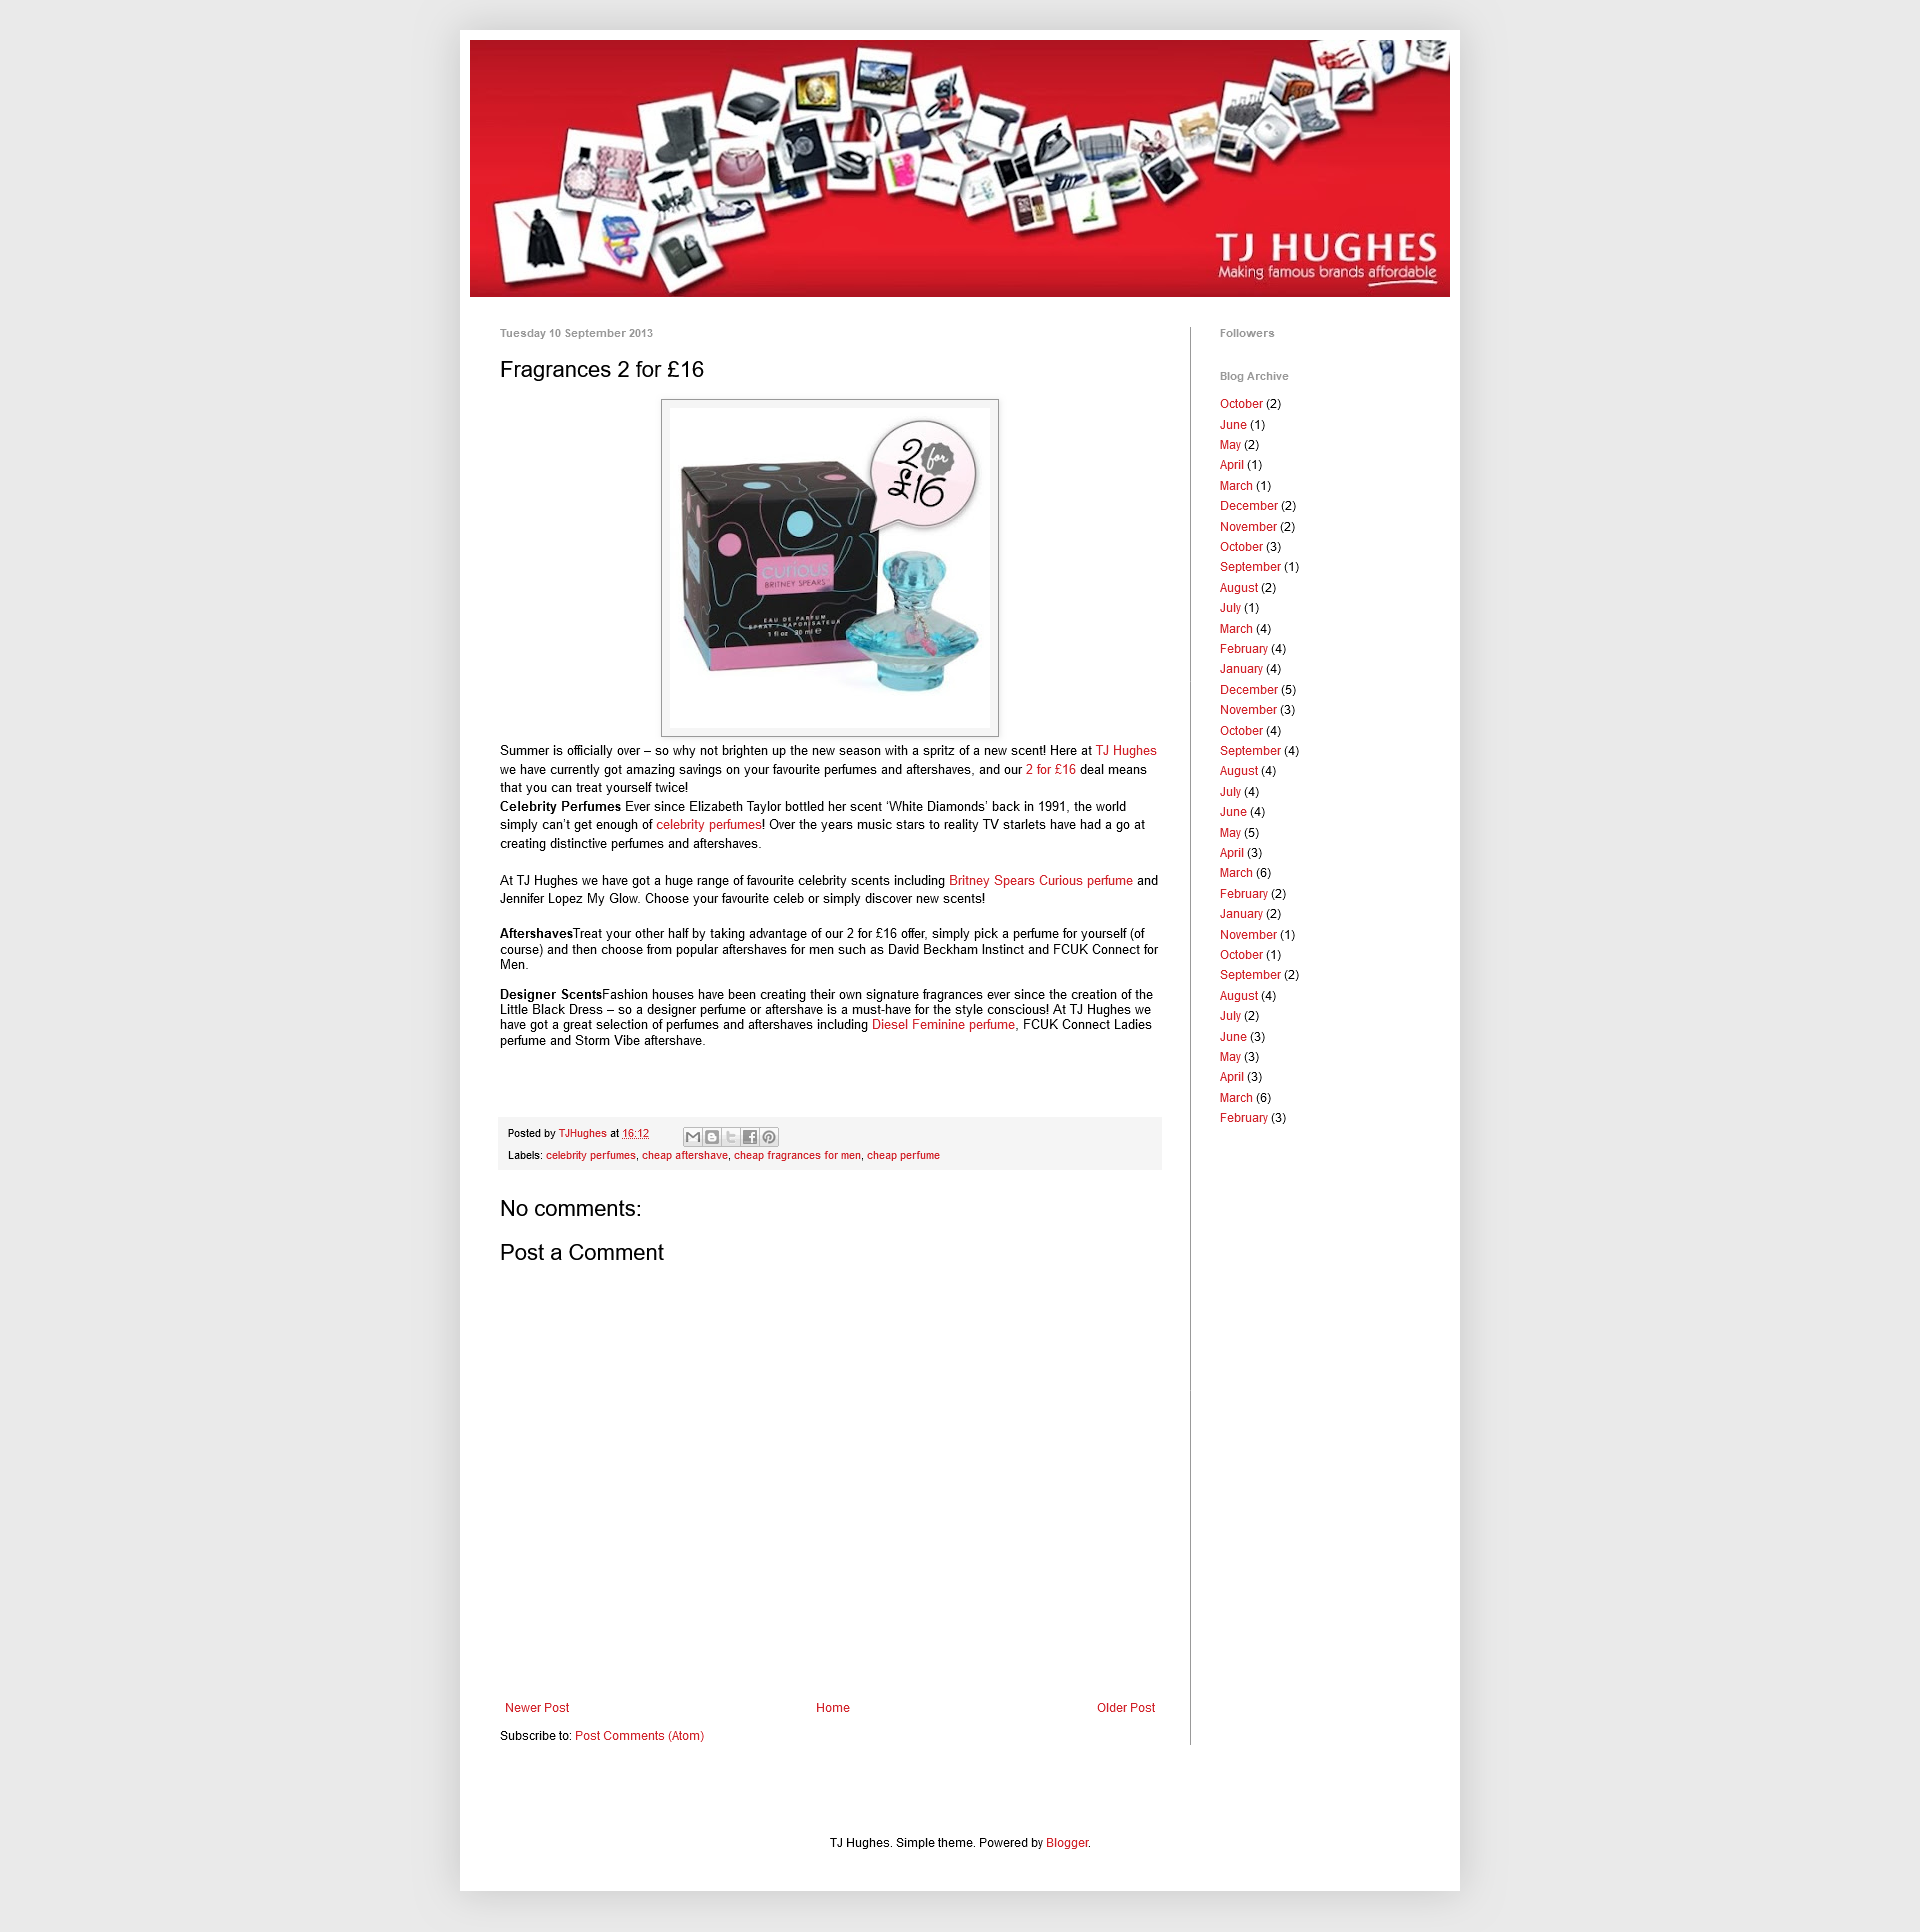 TJ HUGHES
Making famous brands affordable
Tuesday 10 September 2013
Fragrances 2 for £16
2 for
£16
curious
BRITNEY SPEARS
EAU DE PARFUM
SPRAY / VAPORISATEUR
1 fl oz 30 ml e
Summer is officially over – so why not brighten up the new season with a spritz of a new scent! Here at TJ Hughes
we have currently got amazing savings on your favourite perfumes and aftershaves, and our 2 for £16 deal means
that you can treat yourself twice!
Celebrity Perfumes Ever since Elizabeth Taylor bottled her scent ‘White Diamonds’ back in 1991, the world
simply can’t get enough of celebrity perfumes! Over the years music stars to reality TV starlets have had a go at
creating distinctive perfumes and aftershaves.
At TJ Hughes we have got a huge range of favourite celebrity scents including Britney Spears Curious perfume and
Jennifer Lopez My Glow. Choose your favourite celeb or simply discover new scents!
AftershavesTreat your other half by taking advantage of our 2 for £16 offer, simply pick a perfume for yourself (of
course) and then choose from popular aftershaves for men such as David Beckham Instinct and FCUK Connect for
Men.
Designer ScentsFashion houses have been creating their own signature fragrances ever since the creation of the
Little Black Dress – so a designer perfume or aftershave is a must-have for the style conscious! At TJ Hughes we
have got a great selection of perfumes and aftershaves including Diesel Feminine perfume, FCUK Connect Ladies
perfume and Storm Vibe aftershave.
Posted by TJHughes at 16:12
Labels: celebrity perfumes, cheap aftershave, cheap fragrances for men, cheap perfume
No comments:
Post a Comment
Newer Post
Home
Older Post
Subscribe to: Post Comments (Atom)
Followers
Blog Archive
October (2)
June (1)
May (2)
April (1)
March (1)
December (2)
November (2)
October (3)
September (1)
August (2)
July (1)
March (4)
February (4)
January (4)
December (5)
November (3)
October (4)
September (4)
August (4)
July (4)
June (4)
May (5)
April (3)
March (6)
February (2)
January (2)
November (1)
October (1)
September (2)
August (4)
July (2)
June (3)
May (3)
April (3)
March (6)
February (3)
TJ Hughes. Simple theme. Powered by Blogger.